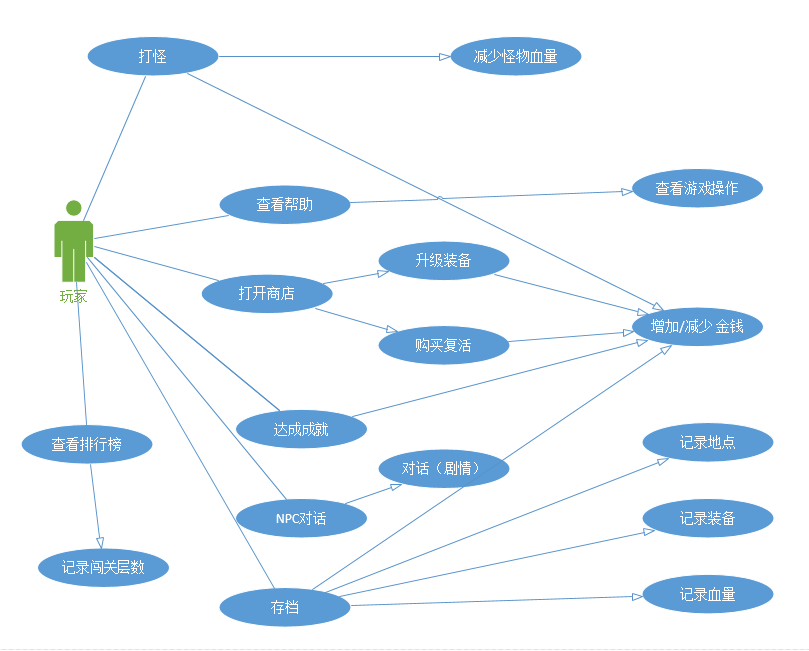 打怪
减少怪物血量
查看帮助
查看游戏操作
升级装备
打开商店
玩家
增加/减少 金钱
购买复活
达成成就
查看排行榜
记录地点
对话（剧情）
NPC对话
记录装备
记录闯关层数
存档
记录血量